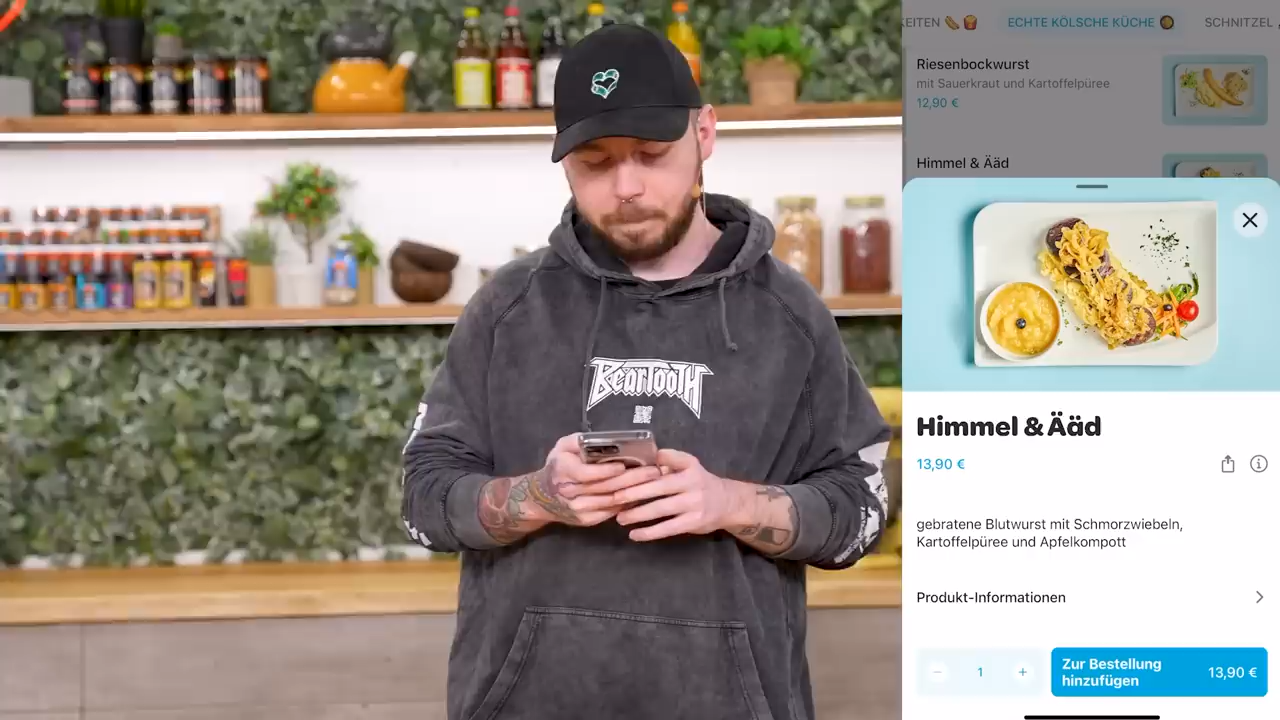 BEARTOOTH
KEITEN
ECHTE KÖLSCHE KÜCHE
SCHNITZEL
Riesenbockwurst
mit Sauerkraut und Kartoffelpüree
12,90 €
Himmel & Ääd
Himmel & Ääd
13,90 €
gebratene Blutwurst mit Schmorzwiebeln,
Kartoffelpüree und Apfelkompott
Produkt-Informationen
1
Zur Bestellung
hinzufügen
13,90 €